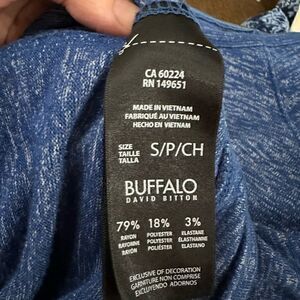 CA 60224
RN 149651
MADE IN VIETNAM
FABRIQUÉ AU VIETNAM
HECHO EN VIETNAM
SIZE
TAILLE
TALLA
S/P/CH
BUFFALO
DAVID BITTON
79% 18% 3%
RAYON POLYESTER ELASTANE
RAYONNE POLYESTER ÉLASTHANNE
RAYÓN POLIÉSTER ELASTANO
EXCLUSIVE OF DECORATION
GARNITURE NON COMPRISE
EXCLUYENDO ADORNOS